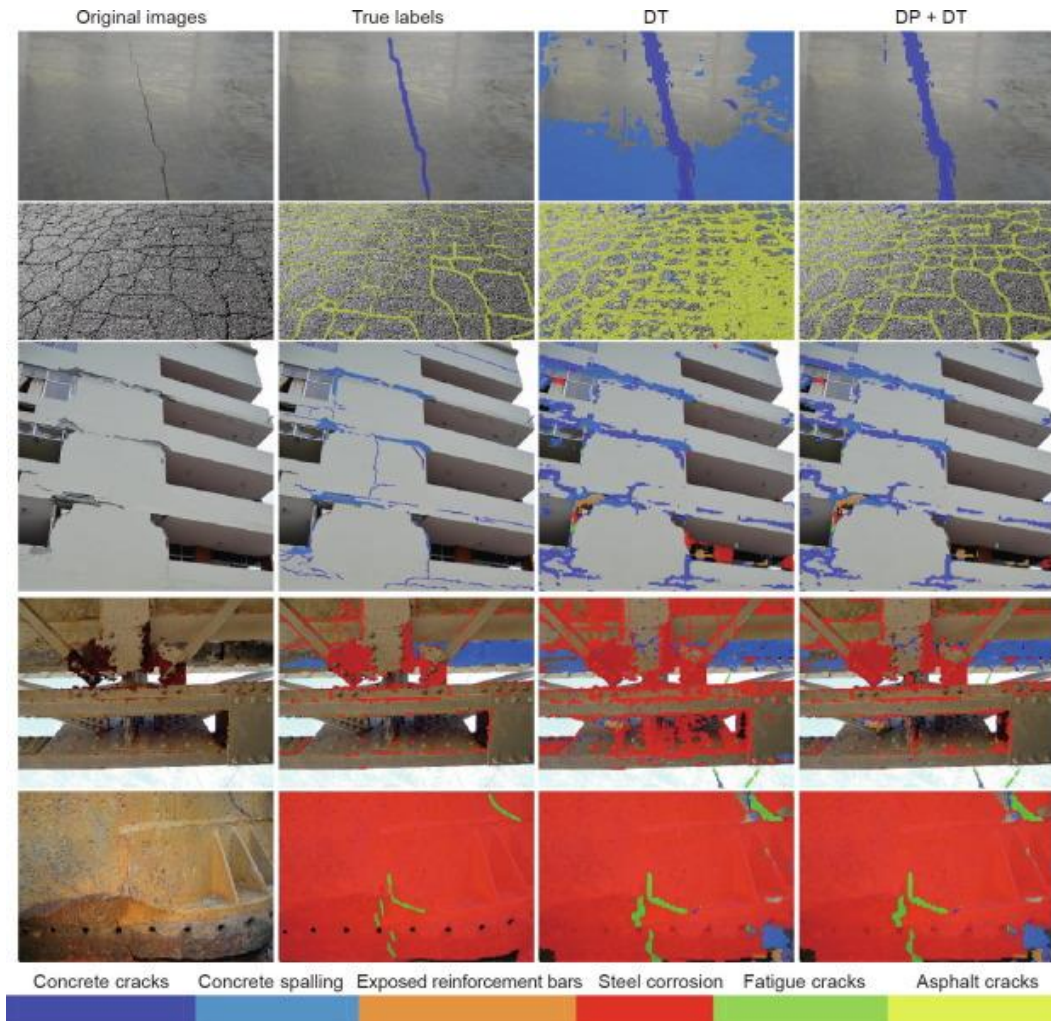 Original images
True labels
DT
DP + DT
Concrete cracks
Concrete spalling
Exposed reinforcement bars
Steel corrosion
Fatigue cracks
Asphalt cracks